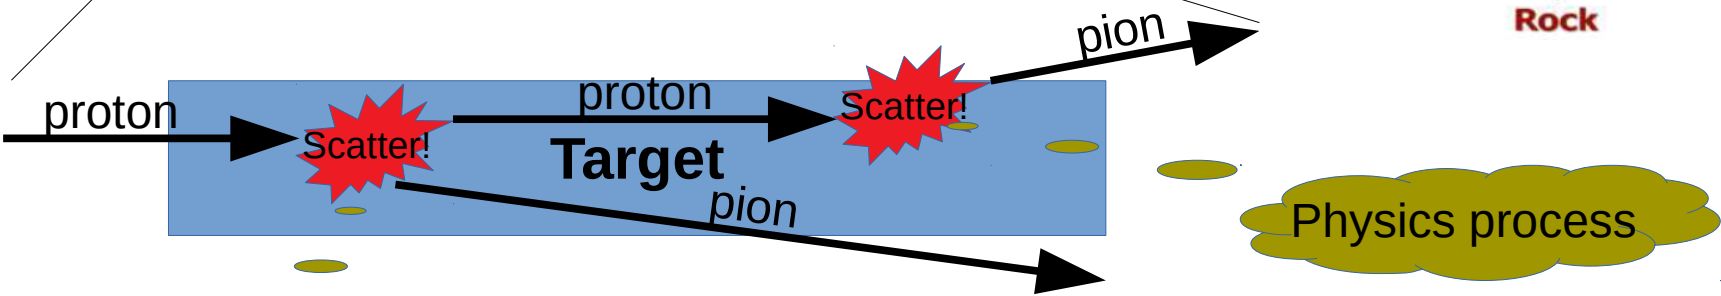 pion
Rock
proton
proton
Scatter!
Scatter!
Target
pion
Physics process